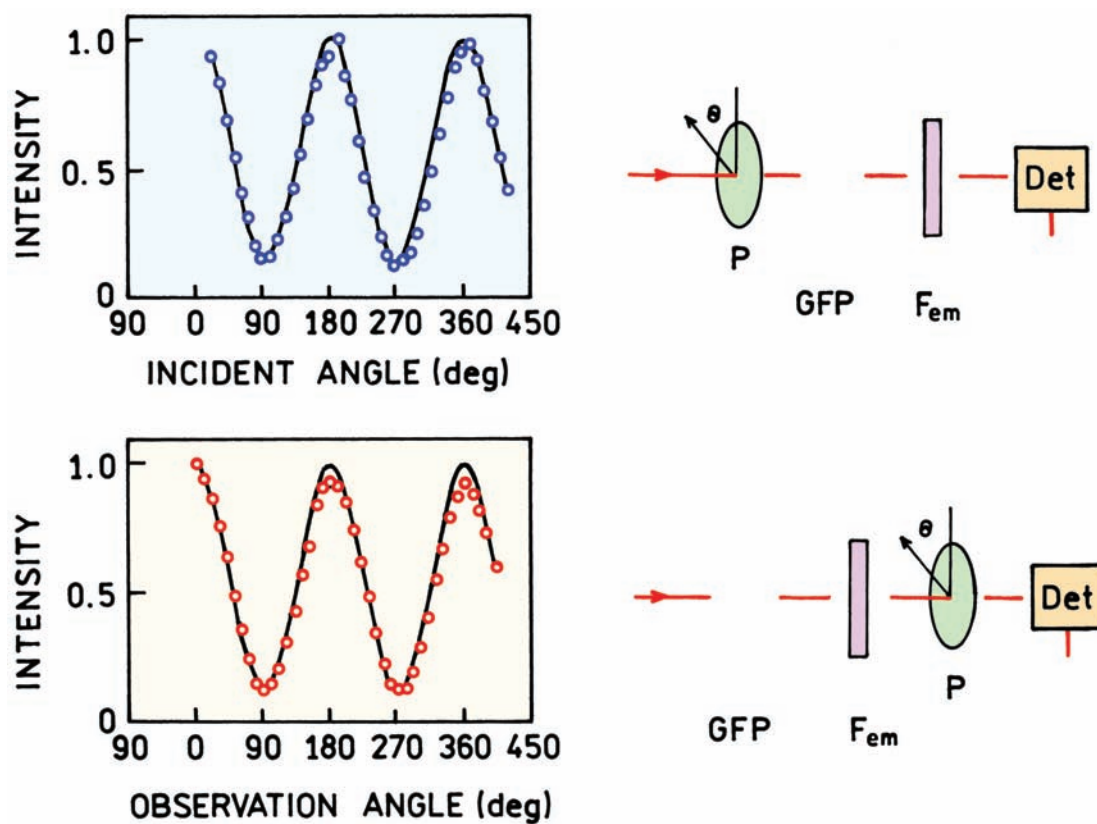 INTENSITY
1.0
0.5
0
90 0 90 180 270 360 450
INCIDENT ANGLE (deg)
θ
P
GFP
Fem
Det
INTENSITY
1.0
0.5
0
90 0 90 180 270 360 450
OBSERVATION ANGLE (deg)
θ
GFP
Fem
P
Det